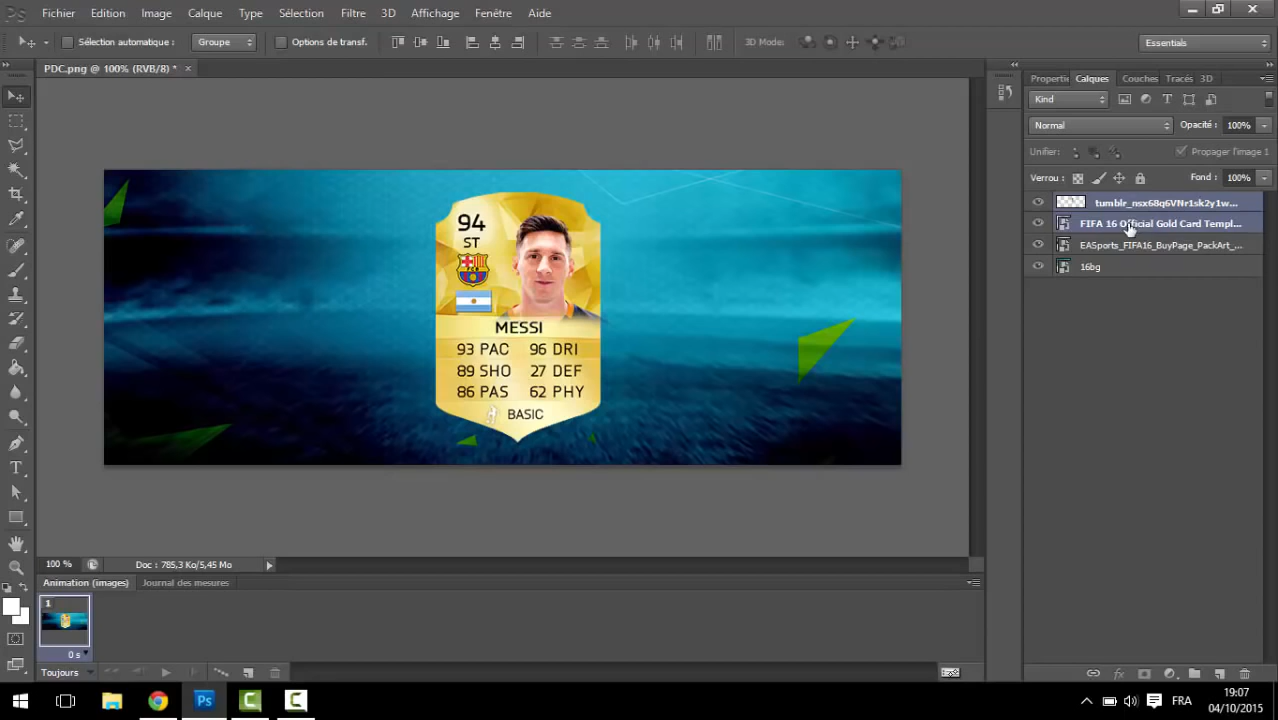 Ps Fichier Edition Image Calque Type Sélection Filtre 3D Affichage Fenêtre Aide
Sélection automatique : Groupe Options de transf. 3D Mode: Essentials
PDC.png @ 100% (RVB/8) * ×
Calques Couches Tracés 3D
Kind
Normal Opacité : 100%
Unifier: Propager l'image 1
Verrou : Fond : 100%
tumblr_nsx68q6VNr1sk2y1w...
FIFA 16 Official Gold Card Templ...
EASports_FIFA16_BuyPage_PackArt_...
16bg
94
ST
MESSI
93 PAC 96 DRI
89 SHO 27 DEF
86 PAS 62 PHY
BASIC
100 % Doc : 785,3 Ko/5,45 Mo
Animation (images) Journal des mesures
1
0 s
Toujours
Ps FRA 19:07
04/10/2015